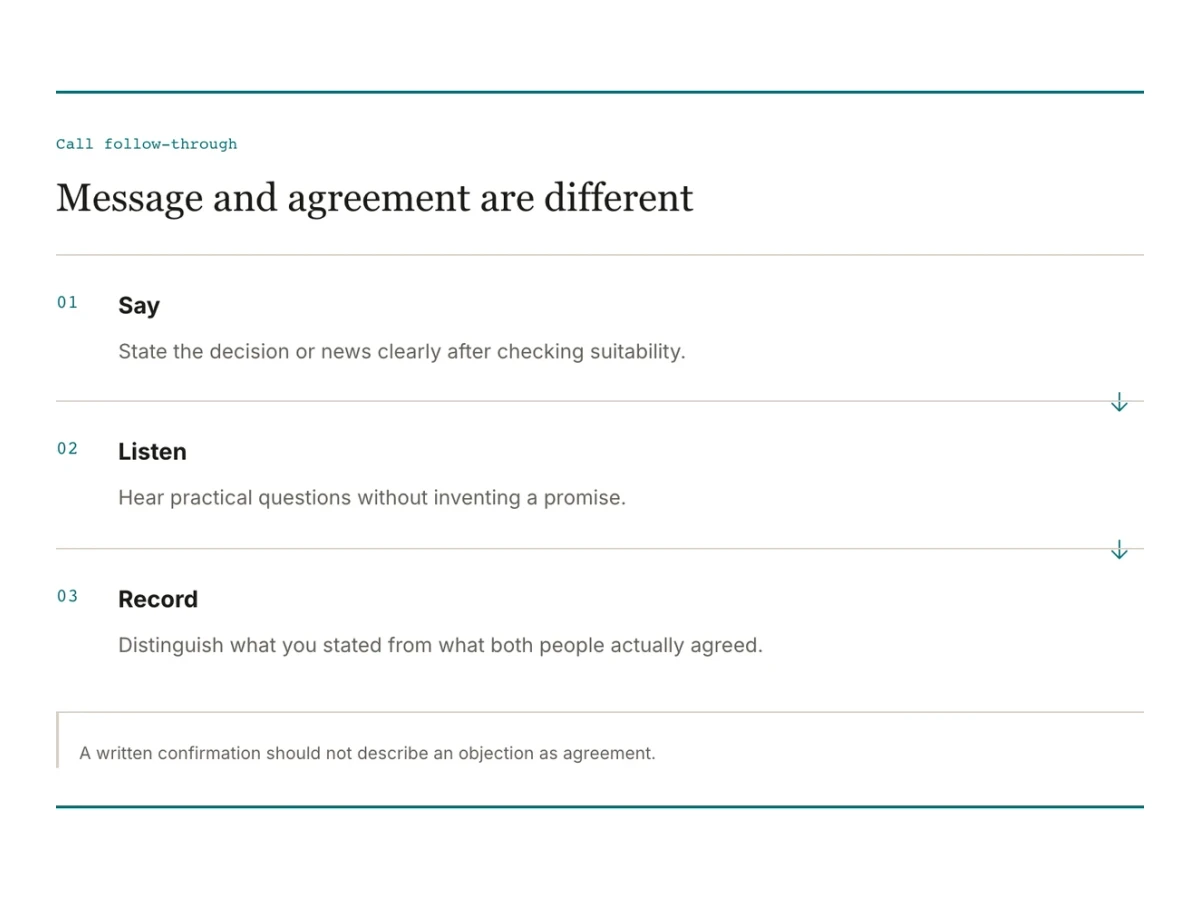 Call follow-through
Message and agreement are different
01
Say
State the decision or news clearly after checking suitability.
02
Listen
Hear practical questions without inventing a promise.
03
Record
Distinguish what you stated from what both people actually agreed.
A written confirmation should not describe an objection as agreement.